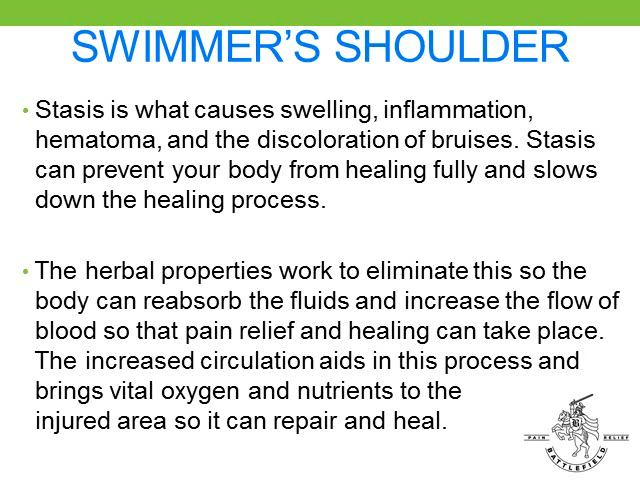 SWIMMER’S SHOULDER
• Stasis is what causes swelling, inflammation,
hematoma, and the discoloration of bruises. Stasis
can prevent your body from healing fully and slows
down the healing process.
• The herbal properties work to eliminate this so the
body can reabsorb the fluids and increase the flow of
blood so that pain relief and healing can take place.
The increased circulation aids in this process and
brings vital oxygen and nutrients to the
injured area so it can repair and heal.
B
PAIN RELIEF
BATTLEFIELD